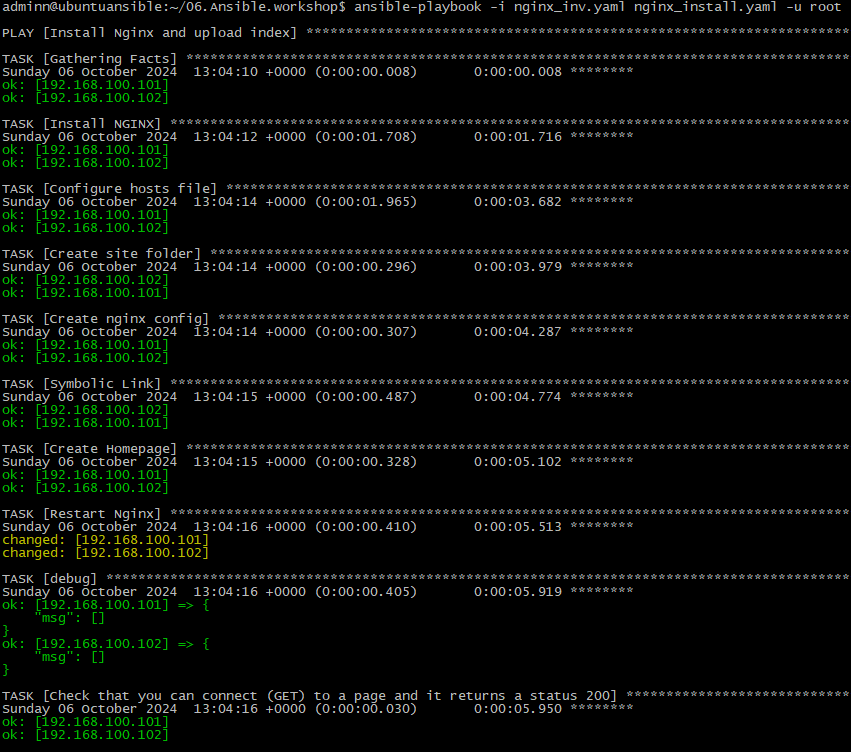 adminn@ubuntuansible:~/06.Ansible.workshop$ ansible-playbook -i nginx_inv.yaml nginx_install.yaml -u root
PLAY [Install Nginx and upload index] ********************************************************************
TASK [Gathering Facts] ***********************************************************************************
Sunday 06 October 2024  13:04:10 +0000 (0:00:00.008)       0:00:00.008 ********
ok: [192.168.100.101]
ok: [192.168.100.102]
TASK [Install NGINX] *************************************************************************************
Sunday 06 October 2024  13:04:12 +0000 (0:00:01.708)       0:00:01.716 ********
ok: [192.168.100.101]
ok: [192.168.100.102]
TASK [Configure hosts file] ******************************************************************************
Sunday 06 October 2024  13:04:14 +0000 (0:00:01.965)       0:00:03.682 ********
ok: [192.168.100.101]
ok: [192.168.100.102]
TASK [Create site folder] ********************************************************************************
Sunday 06 October 2024  13:04:14 +0000 (0:00:00.296)       0:00:03.979 ********
ok: [192.168.100.102]
ok: [192.168.100.101]
TASK [Create nginx config] *******************************************************************************
Sunday 06 October 2024  13:04:14 +0000 (0:00:00.307)       0:00:04.287 ********
ok: [192.168.100.101]
ok: [192.168.100.102]
TASK [Symbolic Link] *************************************************************************************
Sunday 06 October 2024  13:04:15 +0000 (0:00:00.487)       0:00:04.774 ********
ok: [192.168.100.102]
ok: [192.168.100.101]
TASK [Create Homepage] ***********************************************************************************
Sunday 06 October 2024  13:04:15 +0000 (0:00:00.328)       0:00:05.102 ********
ok: [192.168.100.101]
ok: [192.168.100.102]
TASK [Restart Nginx] *************************************************************************************
Sunday 06 October 2024  13:04:16 +0000 (0:00:00.410)       0:00:05.513 ********
changed: [192.168.100.101]
changed: [192.168.100.102]
TASK [debug] *********************************************************************************************
Sunday 06 October 2024  13:04:16 +0000 (0:00:00.405)       0:00:05.919 ********
ok: [192.168.100.101] => {
    "msg": []
}
ok: [192.168.100.102] => {
    "msg": []
}
TASK [Check that you can connect (GET) to a page and it returns a status 200] ****************************
Sunday 06 October 2024  13:04:16 +0000 (0:00:00.030)       0:00:05.950 ********
ok: [192.168.100.101]
ok: [192.168.100.102]